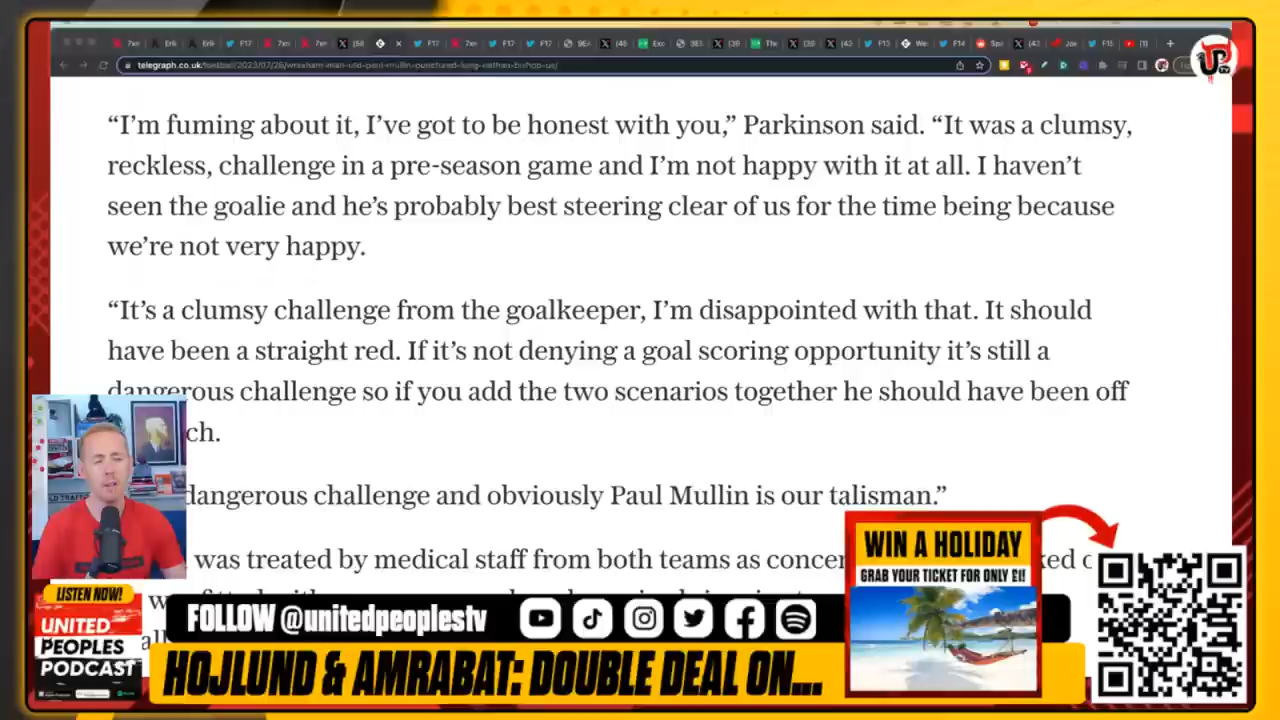 telegraph.co.uk/football/2023/07/26/wrexham-man-utd-paul-mullin-punctured-lung-nathan-bishop-us/
UP
“I’m fuming about it, I’ve got to be honest with you,” Parkinson said. “It was a clumsy,
reckless, challenge in a pre-season game and I’m not happy with it at all. I haven’t
seen the goalie and he’s probably best steering clear of us for the time being because
we’re not very happy.
“It’s a clumsy challenge from the goalkeeper, I’m disappointed with that. It should
have been a straight red. If it’s not denying a goal scoring opportunity it’s still a
dangerous challenge so if you add the two scenarios together he should have been off
ch.
dangerous challenge and obviously Paul Mullin is our talisman.”
was treated by medical staff from both teams as concer
WIN A HOLIDAY
GRAB YOUR TICKET FOR ONLY £1!
LISTEN NOW!
UNITED
PEOPLES
PODCAST
FOLLOW @unitedpeoplestv
HOJLUND & AMRABAT: DOUBLE DEAL ON...